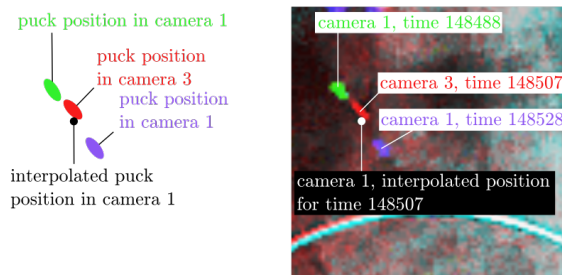 puck position in camera 1
puck position
in camera 3
puck position
in camera 1
interpolated puck
position in camera 1
camera 1, time 148488
camera 3, time 148507
camera 1, time 148528
camera 1, interpolated position
for time 148507